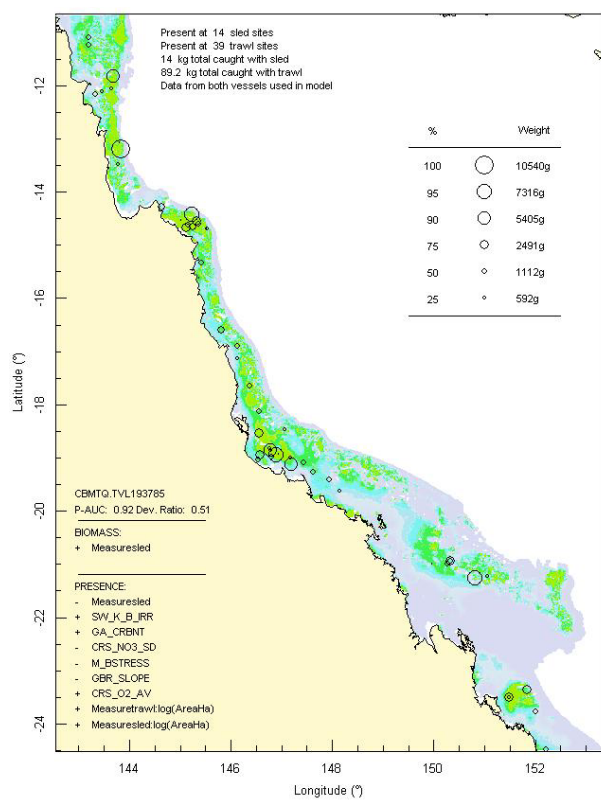 Present at 14 sled sites
Present at 39 trawl sites
14 kg total caught with sled
89.2 kg total caught with trawl
Data from both vessels used in model
% Weight
100 10540g
95 7316g
90 5405g
75 2491g
50 1112g
25 592g
-12
-14
-16
-18
-20
-22
-24
Latitude (°)
CBMTQ.TVL193785
P-AUC: 0.92 Dev. Ratio: 0.51
BIOMASS:
+ Measuresled
PRESENCE:
- Measuresled
+ SW_K_B_IRR
+ GA_CRBNT
- CRS_NO3_SD
- M_BSTRESS
- GBR_SLOPE
+ CRS_O2_AV
+ Measuretrawl:log(AreaHa)
+ Measuresled:log(AreaHa)
144 146 148 150 152
Longitude (°)